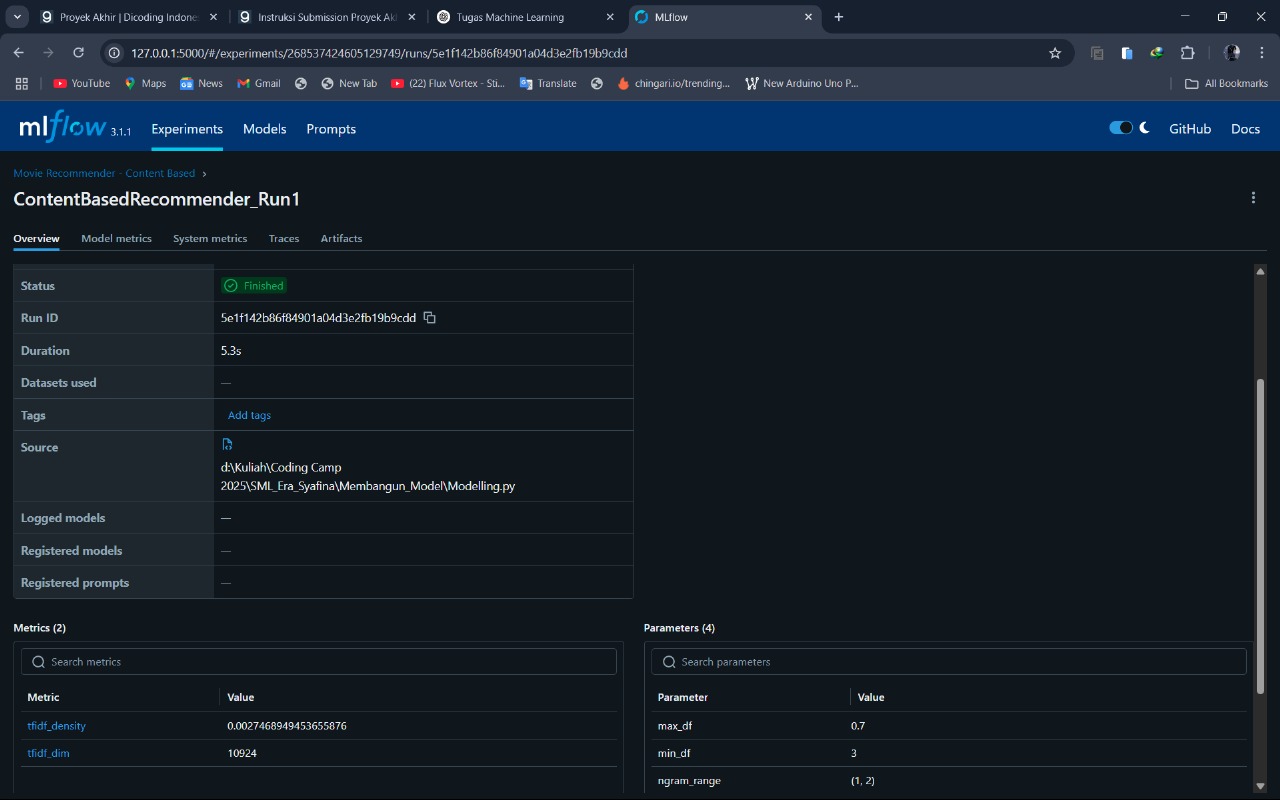 Proyek Akhir | Dicoding Indone
Instruksi Submission Proyek Ak
Tugas Machine Learning
MLflow
127.0.0.1:5000/#/experiments/268537424605129749/runs/5e1f142b86f84901a04d3e2fb19b9cdd
YouTube Maps News Gmail New Tab (22) Flux Vortex - Sti... Translate chingari.io/trending... New Arduino Uno P... All Bookmarks
mlflow 3.1.1 Experiments Models Prompts GitHub Docs
Movie Recommender - Content Based ›
ContentBasedRecommender_Run1
Overview Model metrics System metrics Traces Artifacts
Status Finished
Run ID 5e1f142b86f84901a04d3e2fb19b9cdd
Duration 5.3s
Datasets used —
Tags Add tags
Source
d:\Kuliah\Coding Camp
2025\SML_Era_Syafina\Membangun_Model\Modelling.py
Logged models —
Registered models —
Registered prompts —
Metrics (2)
Search metrics
Metric Value
tfidf_density 0.0027468949453655876
tfidf_dim 10924
Parameters (4)
Search parameters
Parameter Value
max_df 0.7
min_df 3
ngram_range (1, 2)